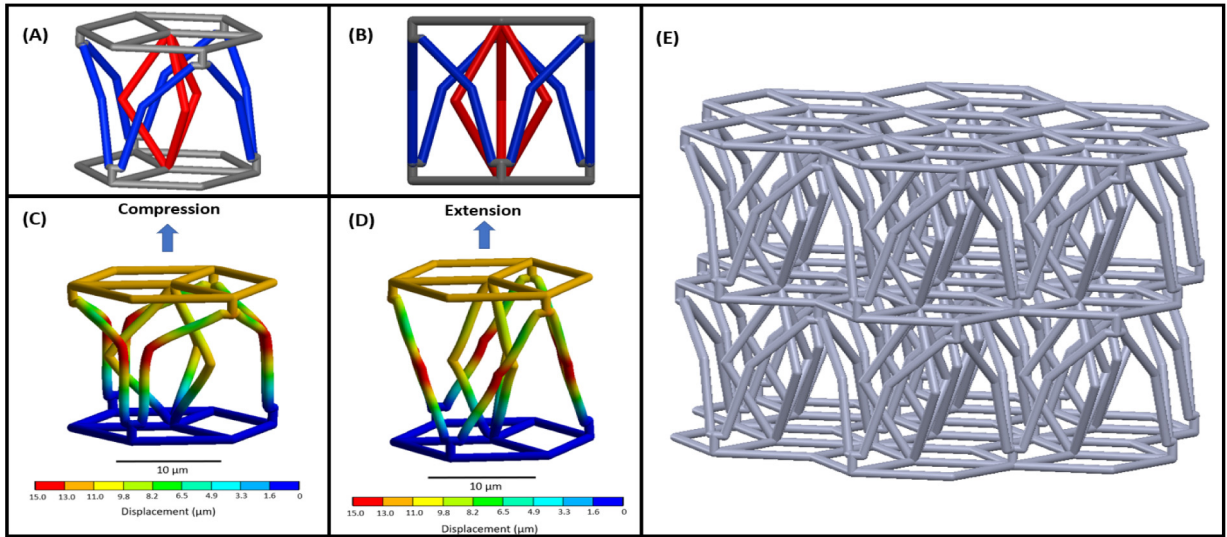 (A)
(B)
(E)
(C)
Compression
(D)
Extension
10 μm
15.0 13.0 11.0 9.8 8.2 6.5 4.9 3.3 1.6 0
Displacement (μm)
10 μm
15.0 13.0 11.0 9.8 8.2 6.5 4.9 3.3 1.6 0
Displacement (μm)